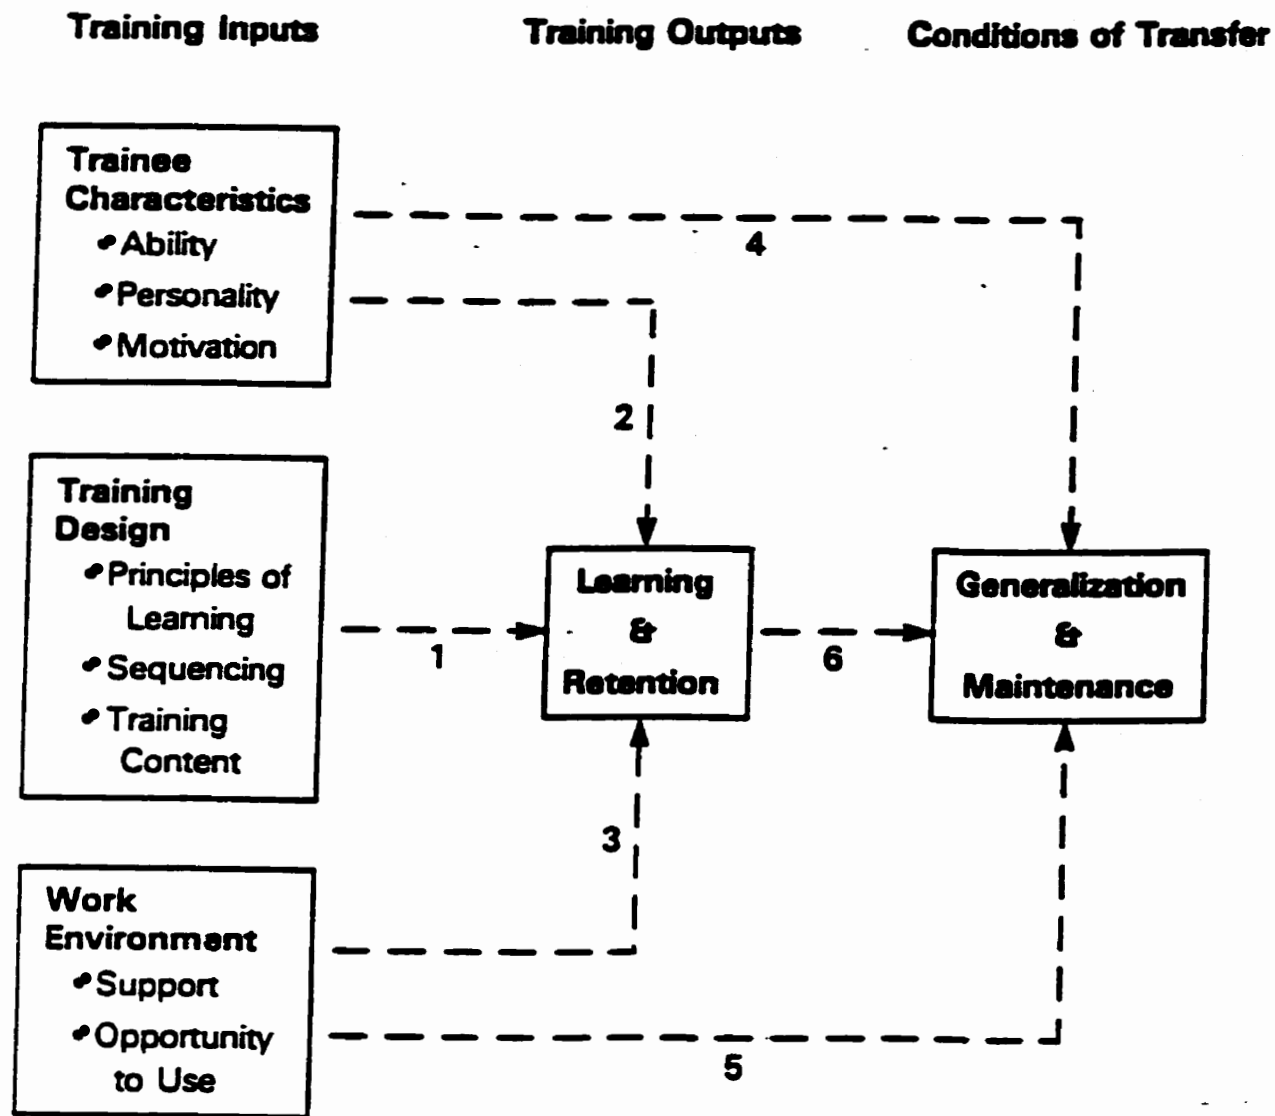 Training Inputs
Training Outputs
Conditions of Transfer
Trainee
Characteristics
• Ability
• Personality
• Motivation
4
2
Training
Design
• Principles of
Learning
• Sequencing
• Training
Content
1
Learning
&
Retention
6
Generalization
&
Maintenance
3
Work
Environment
• Support
• Opportunity
to Use
5